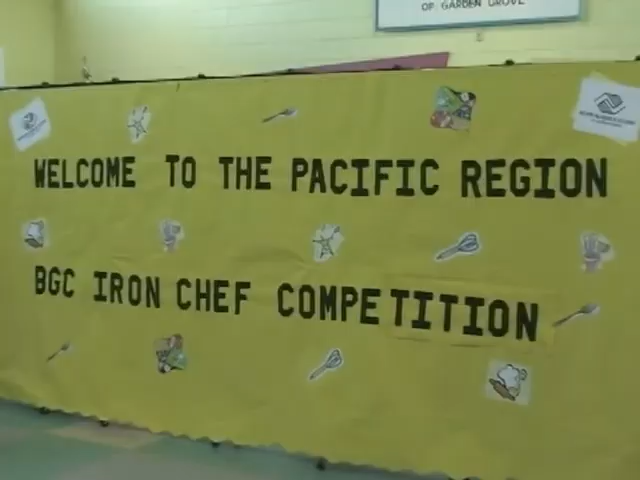 OF GARDEN GROVE
WELCOME TO THE PACIFIC REGION
BGC IRON CHEF COMPETITION